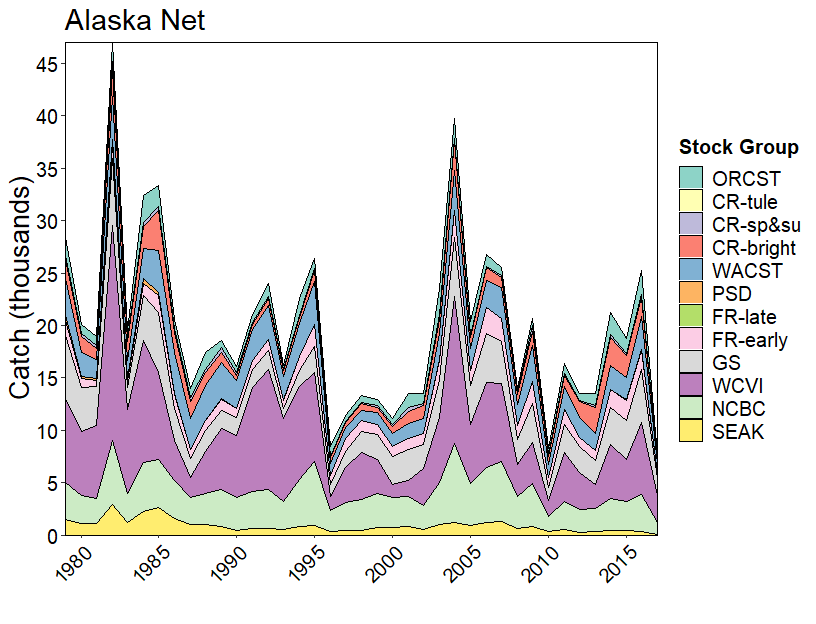 Alaska Net
Catch (thousands)
45
40
35
30
25
20
15
10
5
0
1980
1985
1990
1995
2000
2005
2010
2015
Stock Group
ORCST
CR-tule
CR-sp&su
CR-bright
WACST
PSD
FR-late
FR-early
GS
WCVI
NCBC
SEAK